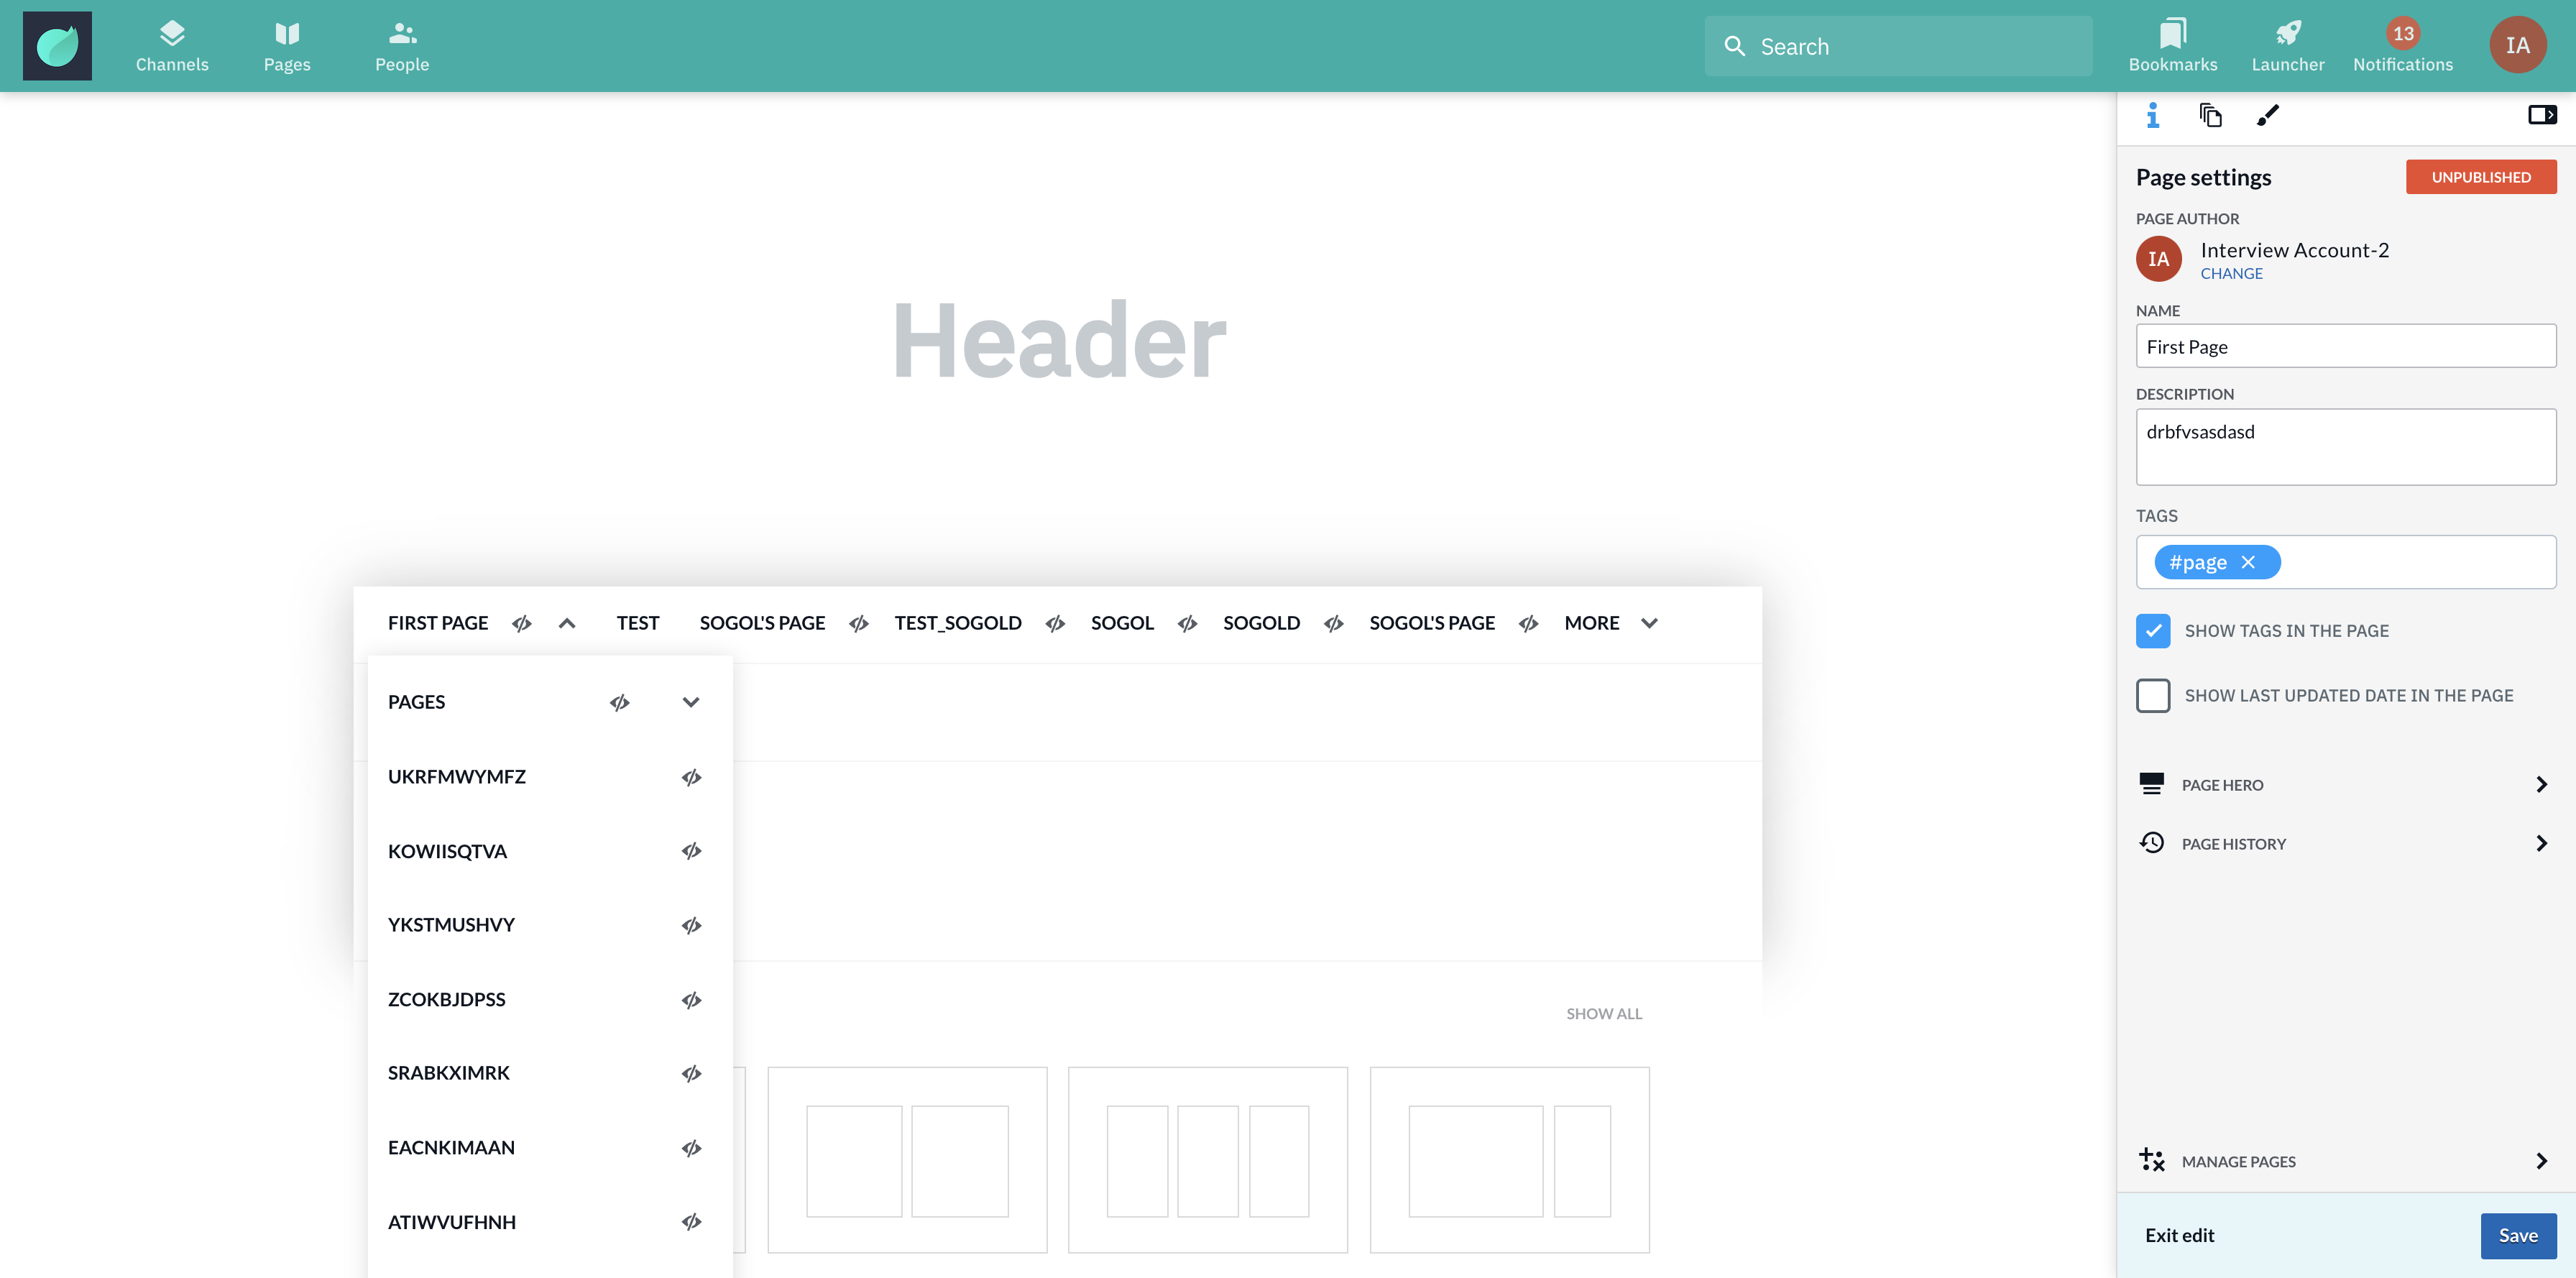 Channels
Pages
People
Search
Bookmarks
Launcher
13
Notifications
IA
Page settings
UNPUBLISHED
PAGE AUTHOR
IA
Interview Account-2
CHANGE
NAME
First Page
DESCRIPTION
drbfvsasdasd
TAGS
#page
SHOW TAGS IN THE PAGE
SHOW LAST UPDATED DATE IN THE PAGE
PAGE HERO
PAGE HISTORY
MANAGE PAGES
Exit edit
Save
Header
FIRST PAGE TEST SOGOL'S PAGE TEST_SOGOLD SOGOL SOGOLD SOGOL'S PAGE MORE
PAGES
UKRFMWYMFZ
KOWIISQTVA
YKSTMUSHVY
ZCOKBJDPSS
SRABKXIMRK
EACNKIMAAN
ATIWVUFHNH
SHOW ALL